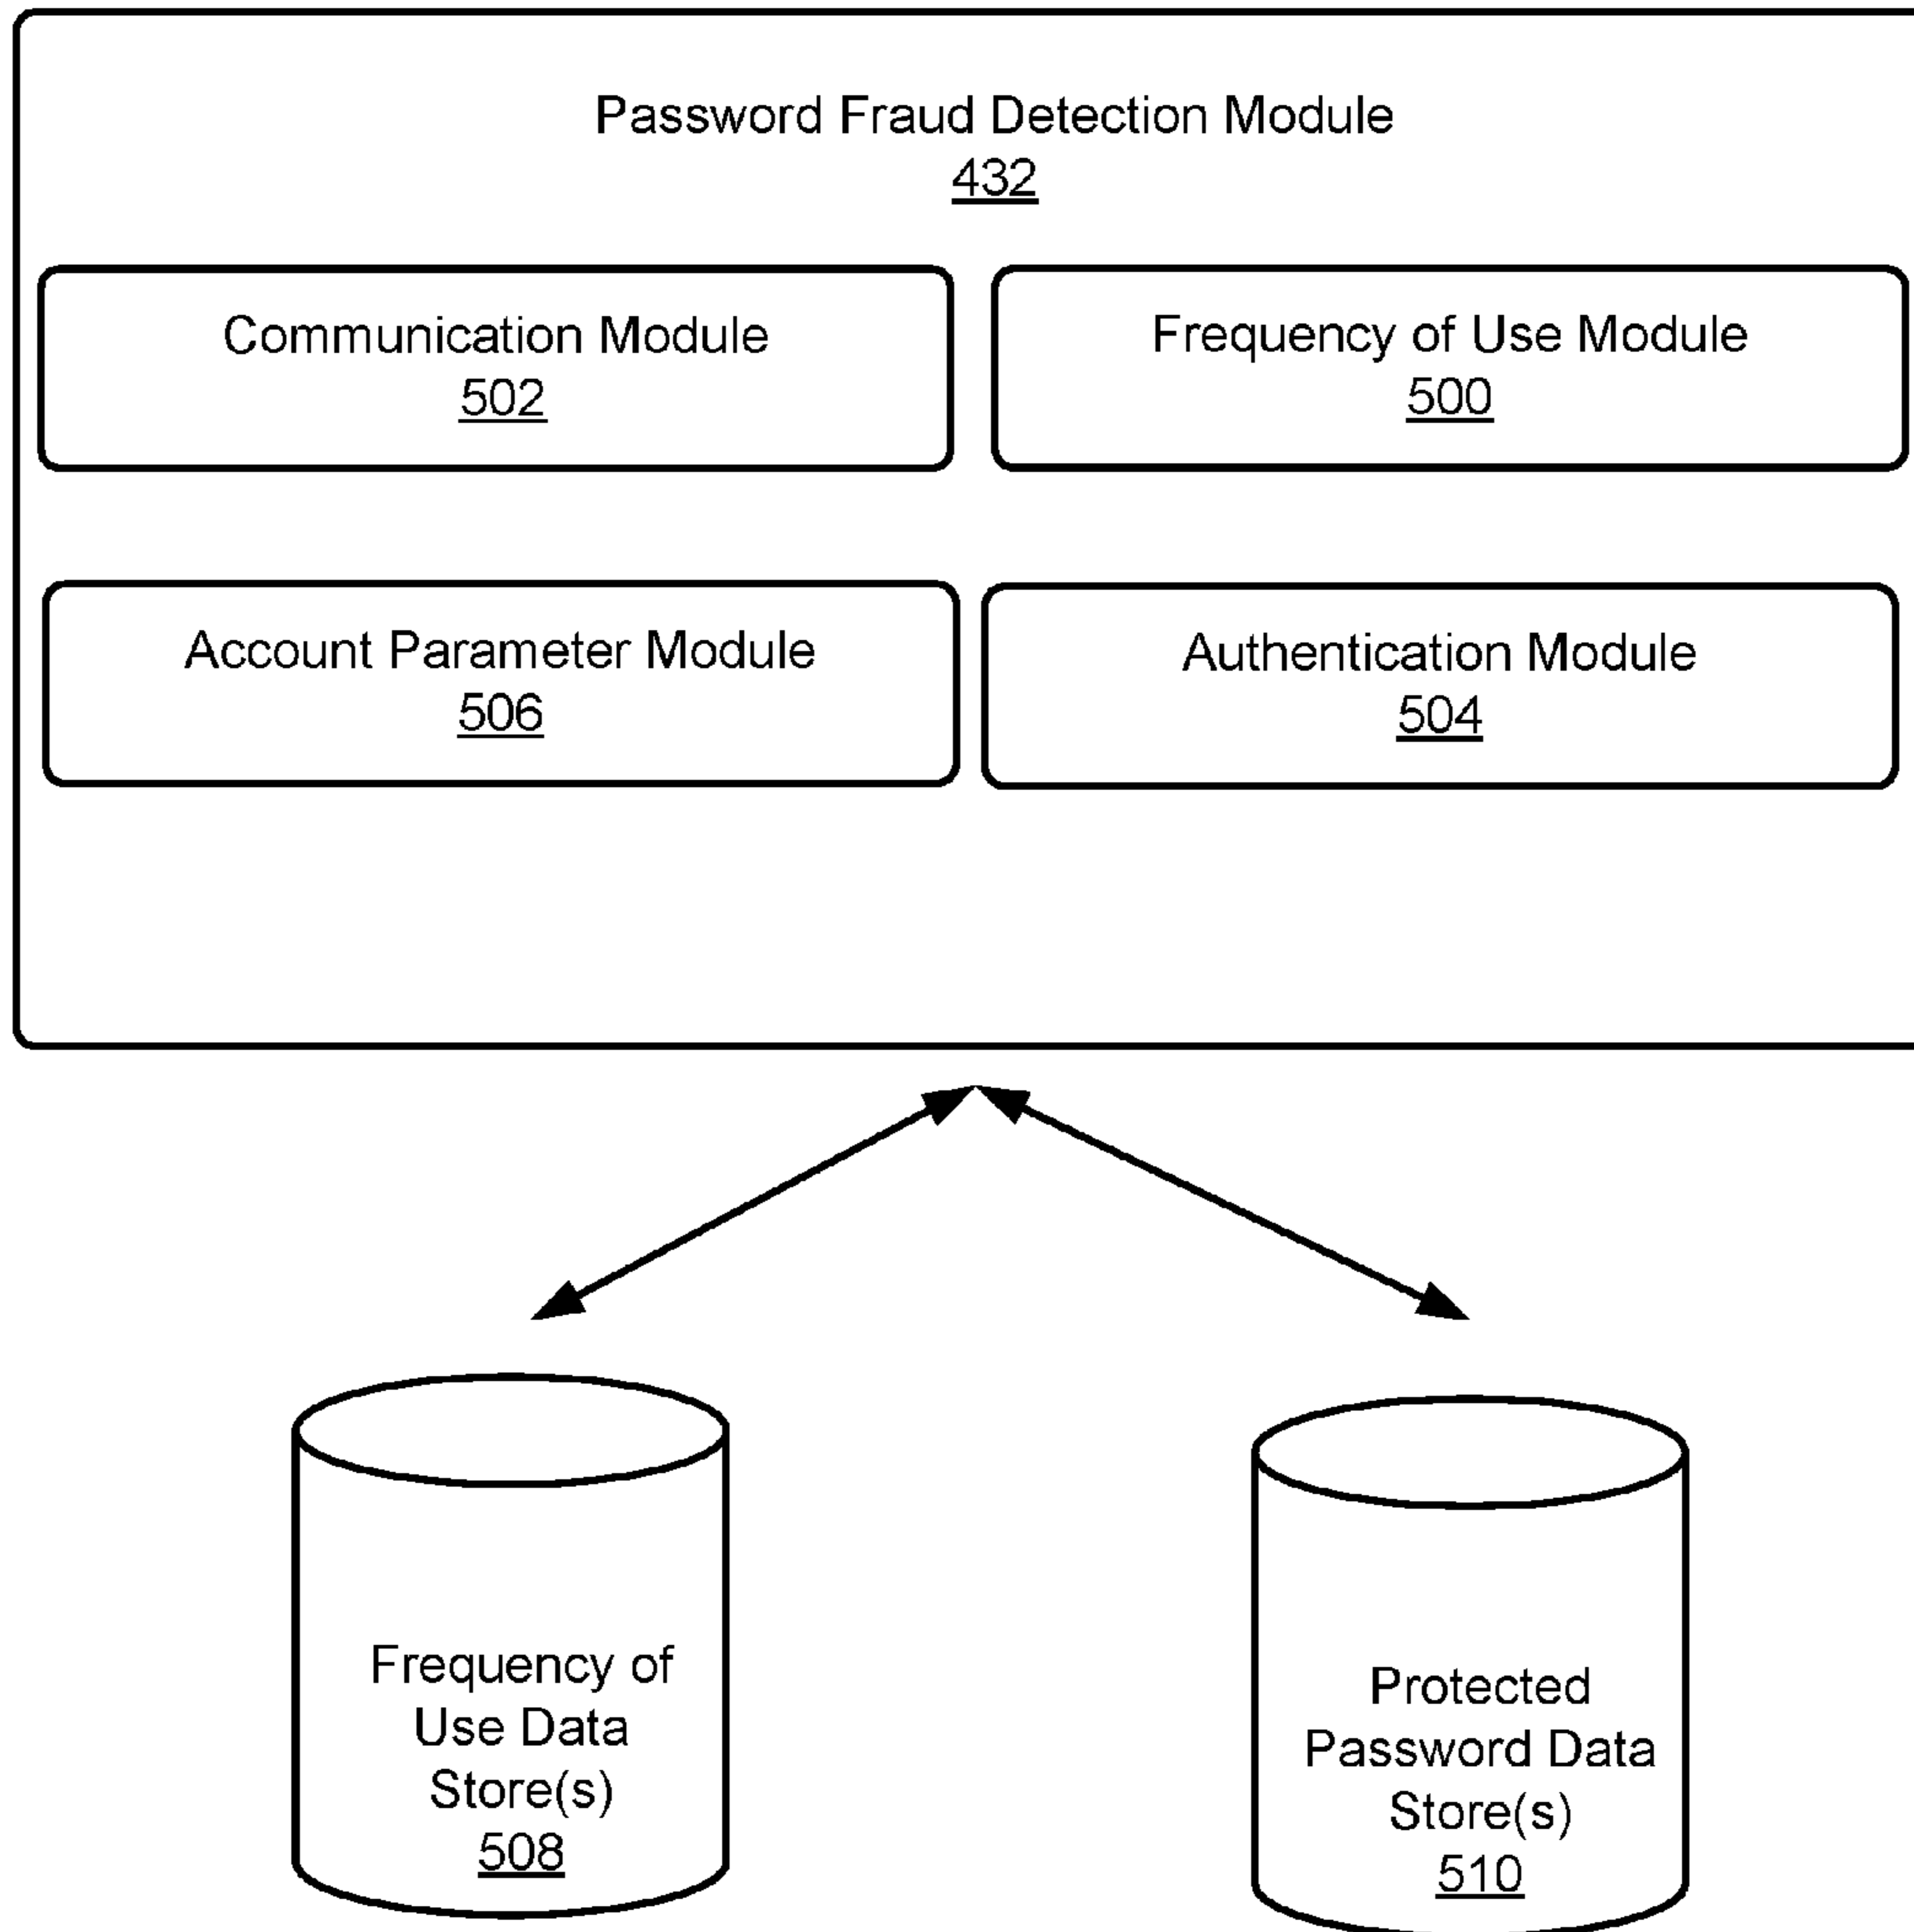 Password Fraud Detection Module
432
Communication Module
502
Frequency of Use Module
500
Account Parameter Module
506
Authentication Module
504
Frequency of
Use Data
Store(s)
508
Protected
Password Data
Store(s)
510